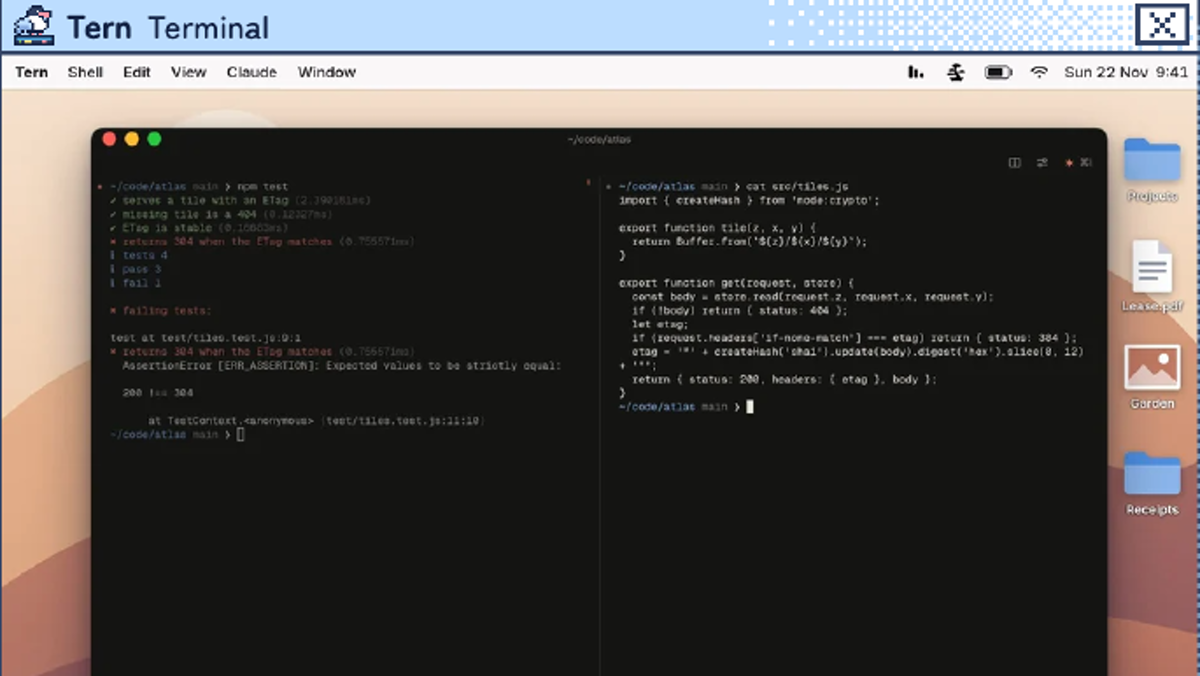 Tern Terminal
Tern Shell Edit View Claude Window Sun 22 Nov 9:41
~/code/atlas
~/code/atlas main ❯ npm test
✓ serves a tile with an ETag
✓ missing tile is a 404
✓ ETag is stable
✖ returns 304 when the ETag matches (0.755571ms)
ℹ tests 4
ℹ pass 3
ℹ fail 1
✖ failing tests:
test at test/tiles.test.js:9:1
✖ returns 304 when the ETag matches (0.755571ms)
AssertionError [ERR_ASSERTION]: Expected values to be strictly equal:
200 !== 304
at TestContext.<anonymous> (test/tiles.test.js:11:10)
~/code/atlas main ❯
~/code/atlas main ❯ cat src/tiles.js
import { createHash } from 'node:crypto';
export function tile(z, x, y) {
return Buffer.from(`${z}/${x}/${y}`);
}
export function get(request, store) {
const body = store.read(request.z, request.x, request.y);
if (!body) return { status: 404 };
let etag;
if (request.headers['if-none-match'] === etag) return { status: 304 };
etag = '"' + createHash('sha1').update(body).digest('hex').slice(0, 12)
+ '"';
return { status: 200, headers: { etag }, body };
}
~/code/atlas main ❯
Projects
Lease.pdf
Garden
Receipts